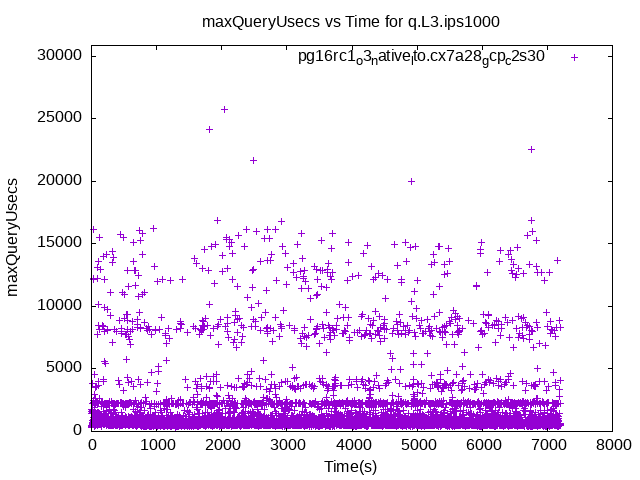 maxQueryUsecs vs Time for q.L3.ips1000
pg16rc1o3nativelto.cx7a28gcpc2s30
30000
25000
20000
15000
10000
5000
0
maxQueryUsecs
0 1000 2000 3000 4000 5000 6000 7000 8000
Time(s)